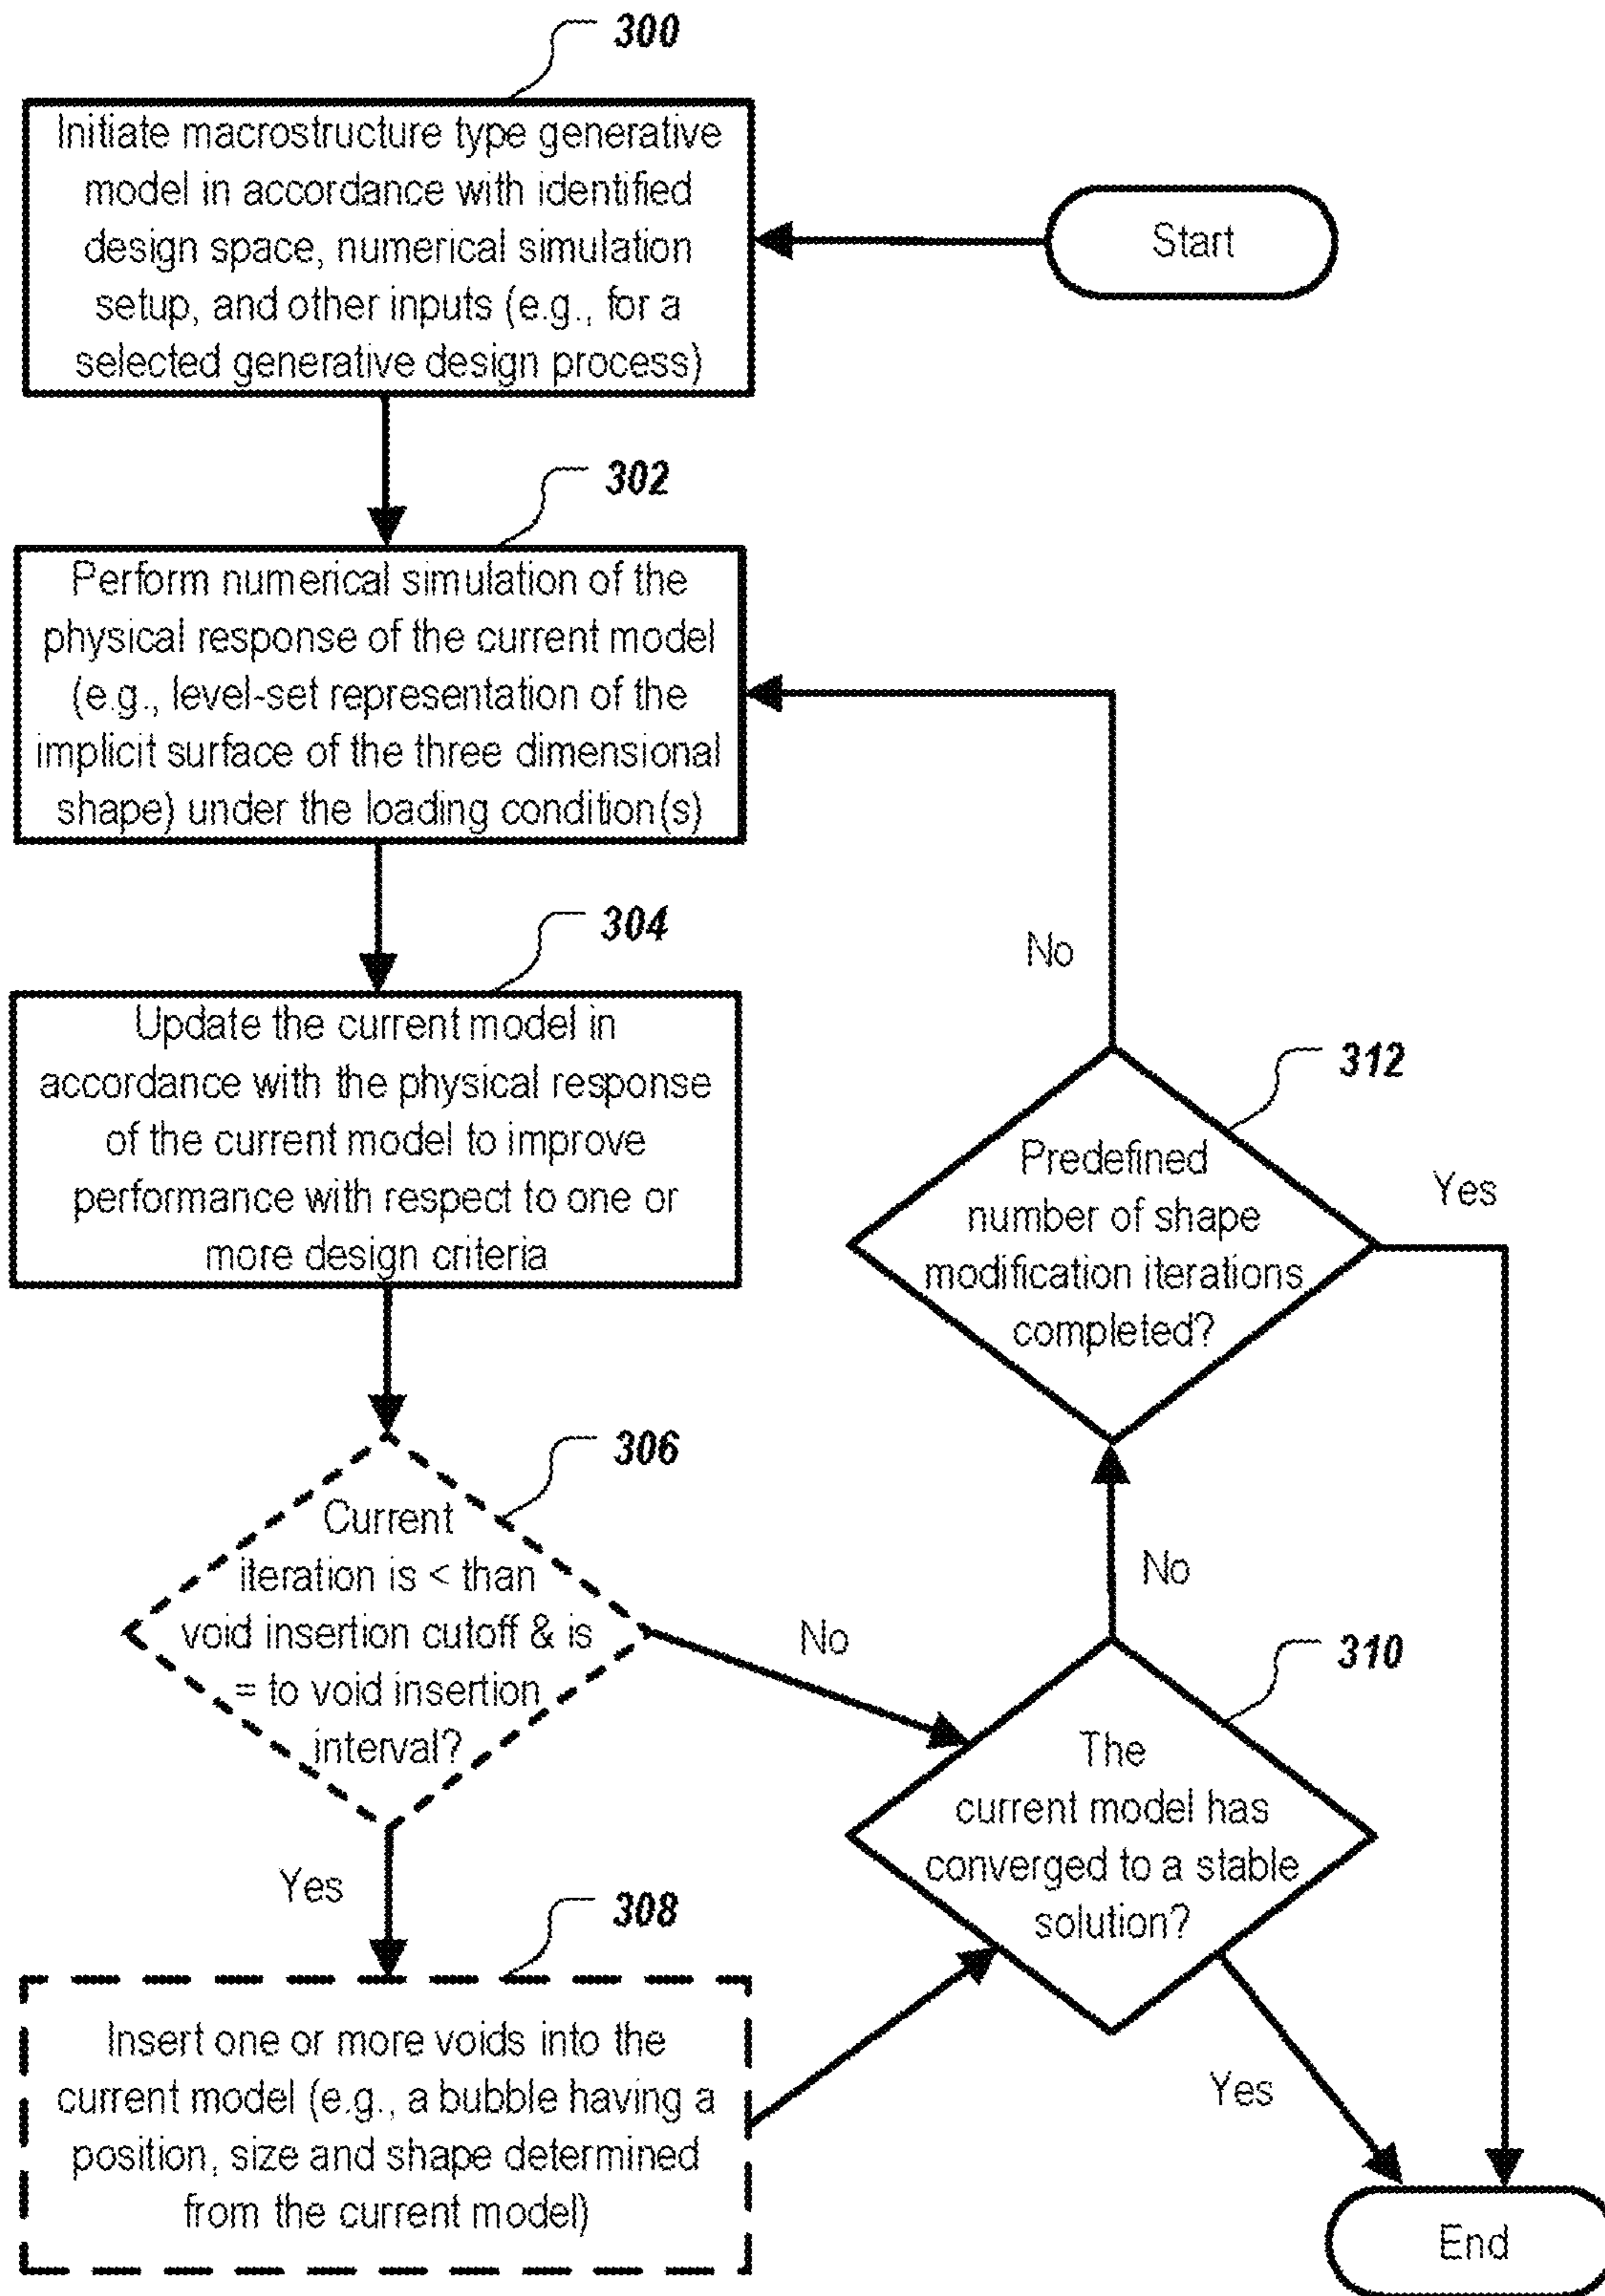 300
Initiate macrostructure type generative
model in accordance with identified
design space, numerical simulation
setup, and other inputs (e.g., for a
selected generative design process)
Start
302
Perform numerical simulation of the
physical response of the current model
(e.g., level-set representation of the
implicit surface of the three dimensional
shape) under the loading condition(s)
304
Update the current model in
accordance with the physical response
of the current model to improve
performance with respect to one or
more design criteria
No
312
Predefined
number of shape
modification iterations
completed?
Yes
306
Current
iteration is < than
void insertion cutoff & is
= to void insertion
interval?
No
No
310
The
current model has
converged to a stable
solution?
Yes
308
Insert one or more voids into the
current model (e.g., a bubble having a
position, size and shape determined
from the current model)
Yes
End